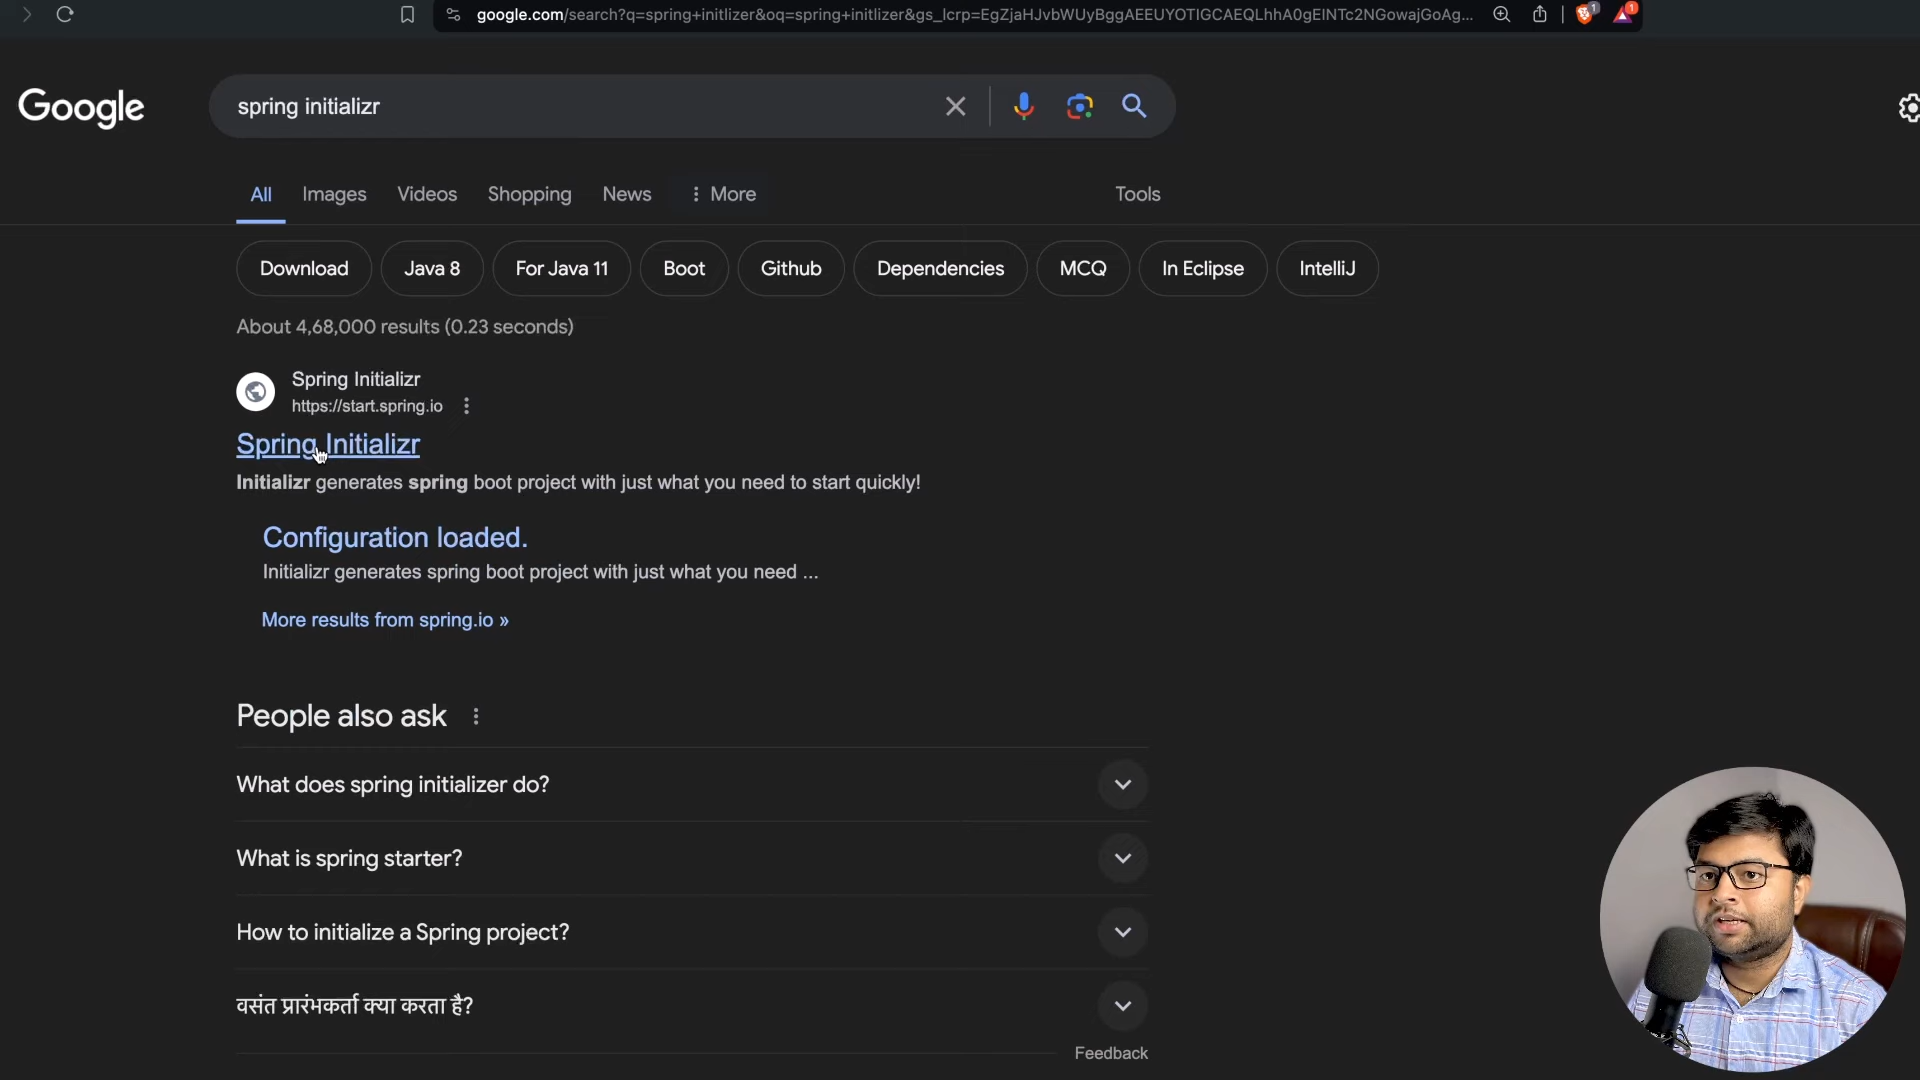 google.com/search?q=spring+initlizer&oq=spring+initlizer&gs_lcrp=EgZjaHJvbWUyBggAEEUYOTIGCAEQLhhA0gEINTc2NGowajGoAg...
1
1
Google
spring initializr
All
Images
Videos
Shopping
News
More
Tools
Download
Java 8
For Java 11
Boot
Github
Dependencies
MCQ
In Eclipse
IntelliJ
About 4,68,000 results (0.23 seconds)
Spring Initializr
https://start.spring.io
Spring Initializr
Initializr generates spring boot project with just what you need to start quickly!
Configuration loaded.
Initializr generates spring boot project with just what you need ...
More results from spring.io »
People also ask
What does spring initializer do?
What is spring starter?
How to initialize a Spring project?
वसंत प्रारंभकर्ता क्या करता है?
Feedback